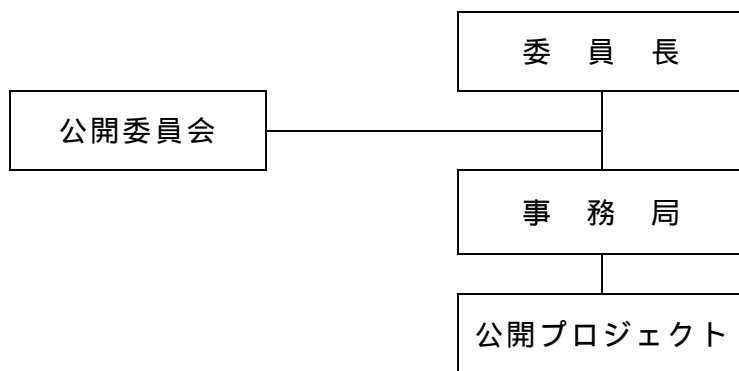 委　員　長
公開委員会
事　務　局
公開プロジェクト